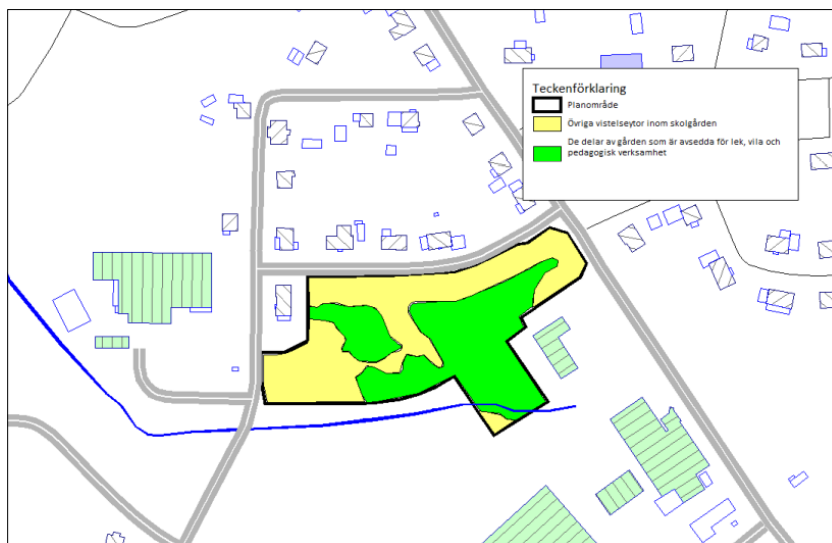 Teckenförklaring
Planområde
Övriga vistelseytor inom skolgården
De delar av gården som är avsedda för lek, vila och
pedagogisk verksamhet